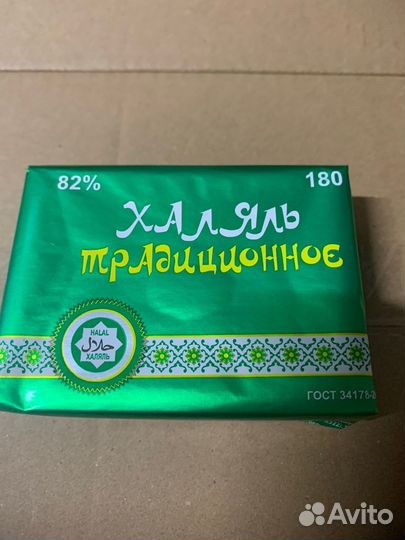 82%
180
ХАЛЯЛЬ
ТРАДИЦИОННОЕ
HALAL
حلال
ХАЛЯЛЬ
ГОСТ 34178-
Avito